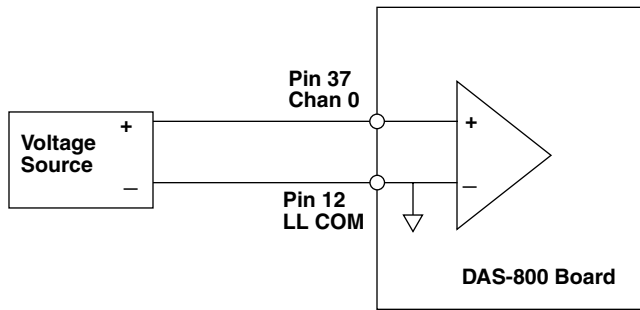 Pin 37
Chan 0
+
+
Voltage
Source
–
–
Pin 12
LL COM
DAS-800 Board